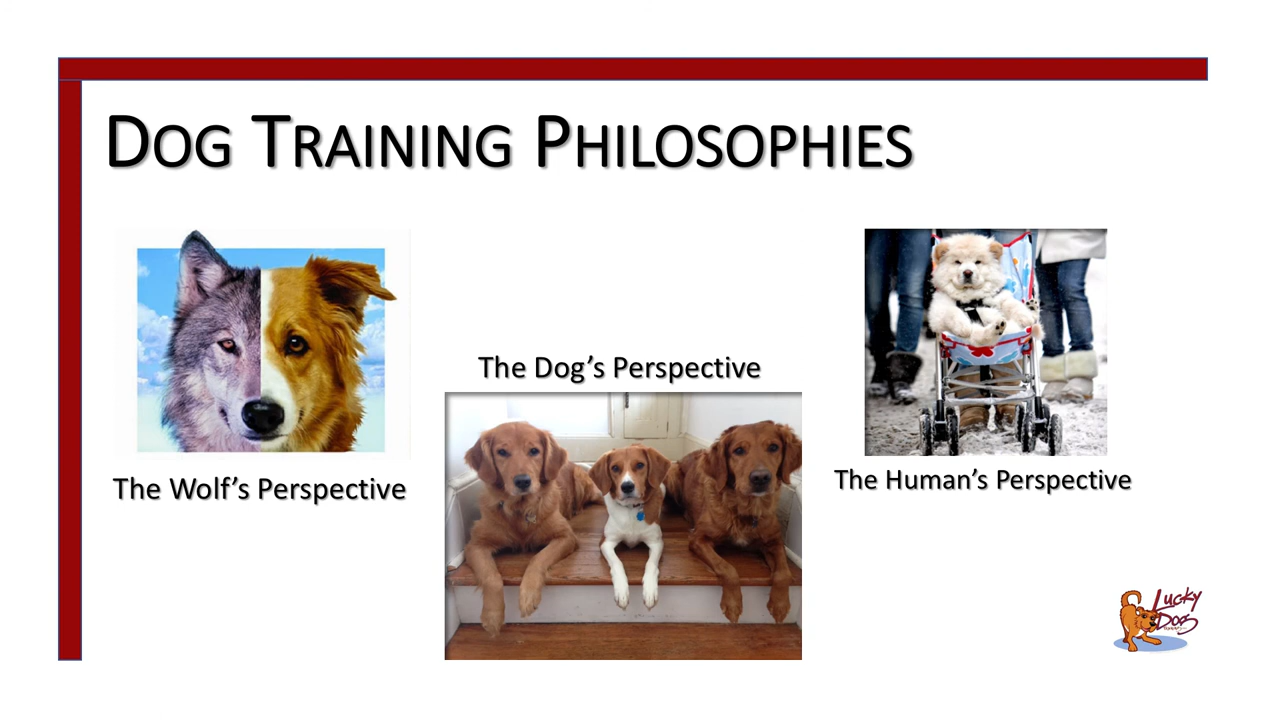 DOG TRAINING PHILOSOPHIES
The Dog’s Perspective
The Wolf’s Perspective
The Human’s Perspective
Lucky
Dog